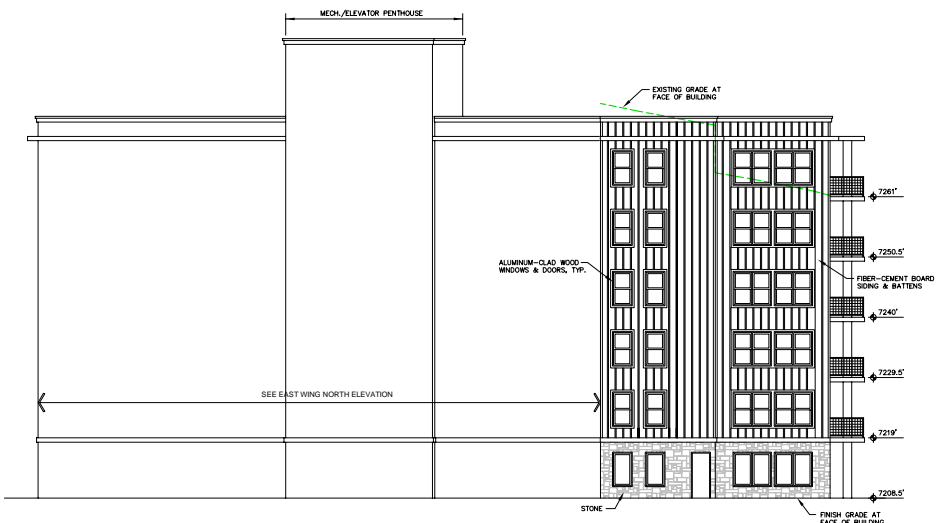 MECH./ELEVATOR PENTHOUSE
EXISTING GRADE AT
FACE OF BUILDING
7261'
7250.5'
ALUMINUM-CLAD WOOD
WINDOWS & DOORS, TYP.
FIBER-CEMENT BOARD
SIDING & BATTENS
7240'
7229.5'
SEE EAST WING NORTH ELEVATION
7219'
7208.5'
STONE
FINISH GRADE AT
FACE OF BUILDING